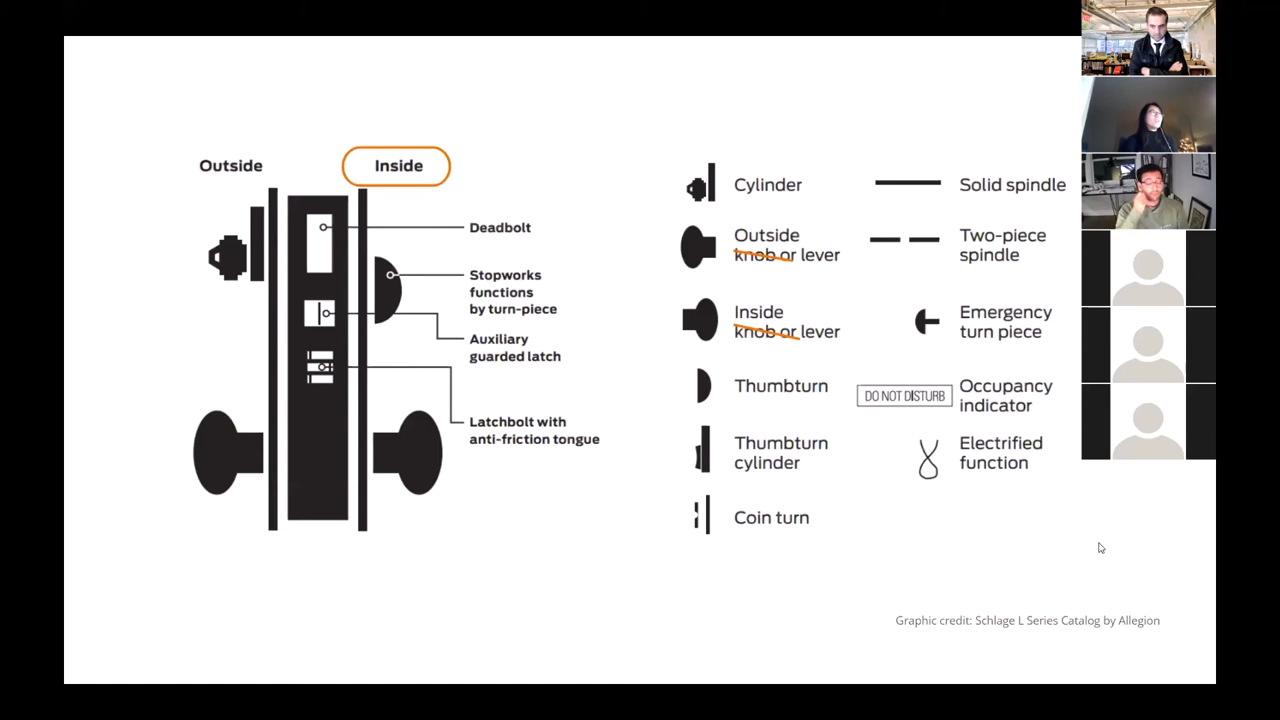 Outside
Inside
Deadbolt
Stopworks
functions
by turn-piece
Auxiliary
guarded latch
Latchbolt with
anti-friction tongue
Cylinder
Outside
knob or lever
Inside
knob or lever
Thumbturn
Thumbturn
cylinder
Coin turn
Solid spindle
Two-piece
spindle
Emergency
turn piece
DO NOT DISTURB
Occupancy
indicator
Electrified
function
Graphic credit: Schlage L Series Catalog by Allegion